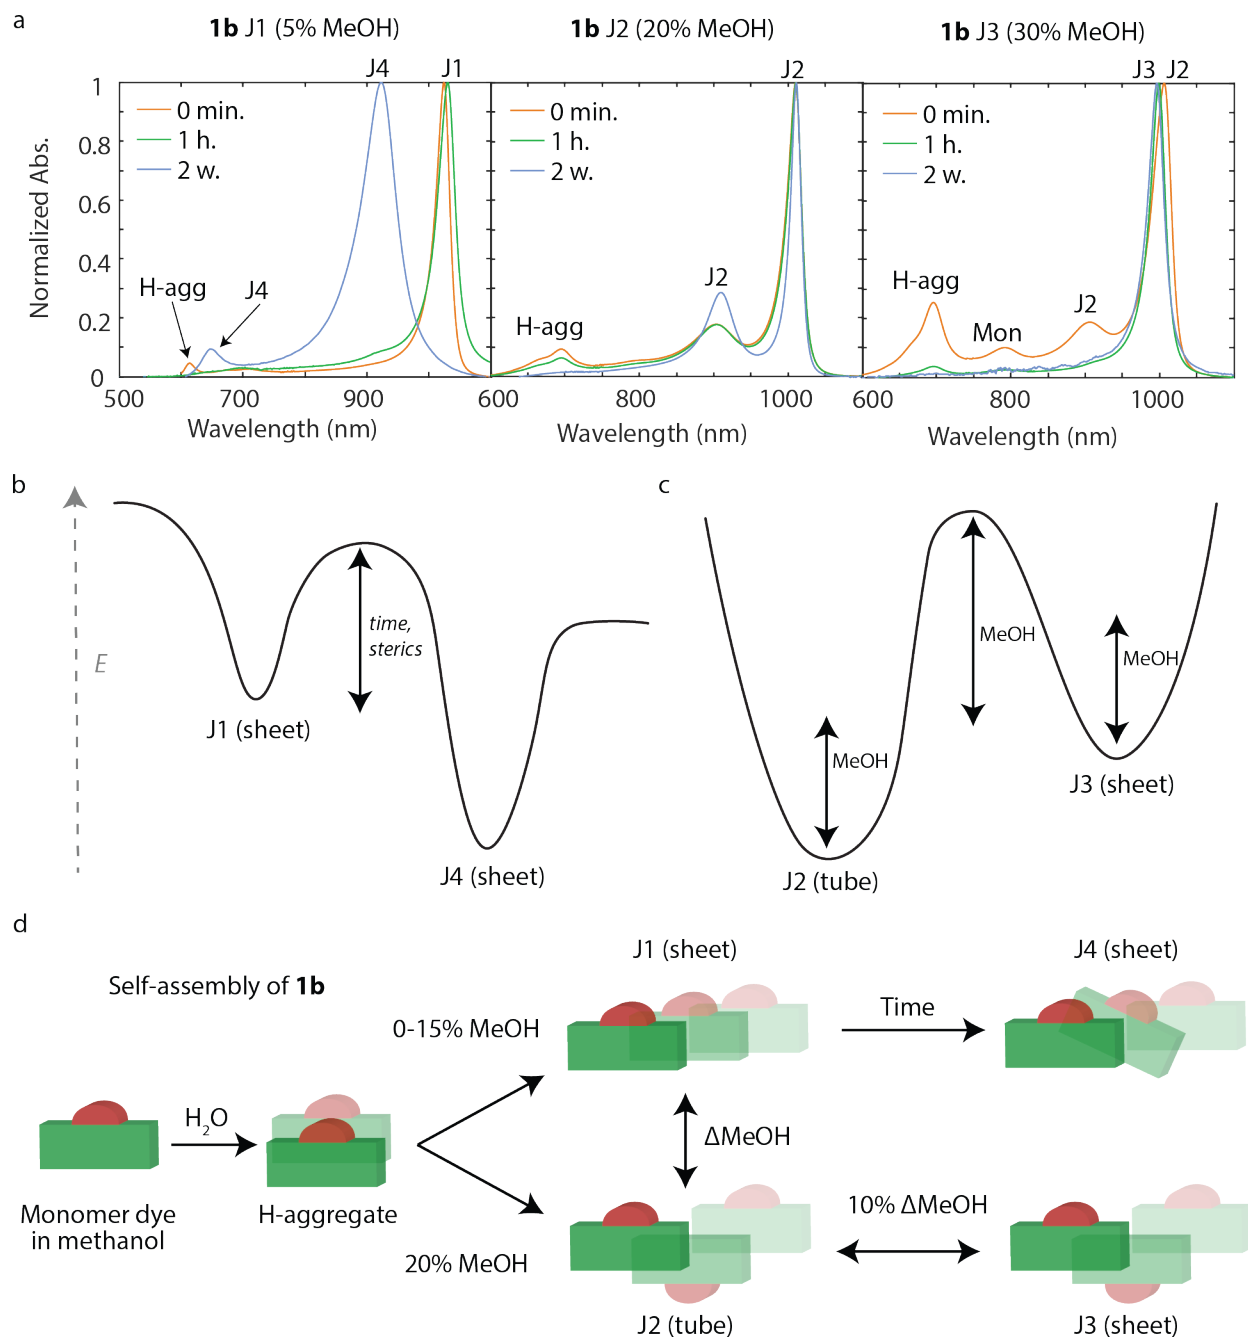 a
1b J1 (5% MeOH)
1b J2 (20% MeOH)
1b J3 (30% MeOH)
J4
J1
J2
J3
J2
1
0.8
0.6
0.4
0.2
0
Normalized Abs.
0 min.
1 h.
2 w.
H-agg
J4
500
700
900
Wavelength (nm)
0 min.
1 h.
2 w.
H-agg
J2
600
800
1000
Wavelength (nm)
0 min.
1 h.
2 w.
H-agg
Mon
J2
600
800
1000
Wavelength (nm)
b
E
time,
sterics
J1 (sheet)
J4 (sheet)
c
MeOH
MeOH
MeOH
J2 (tube)
J3 (sheet)
d
Self-assembly of 1b
Monomer dye
in methanol
H2O
H-aggregate
0-15% MeOH
20% MeOH
J1 (sheet)
Time
J4 (sheet)
ΔMeOH
10% ΔMeOH
J2 (tube)
J3 (sheet)